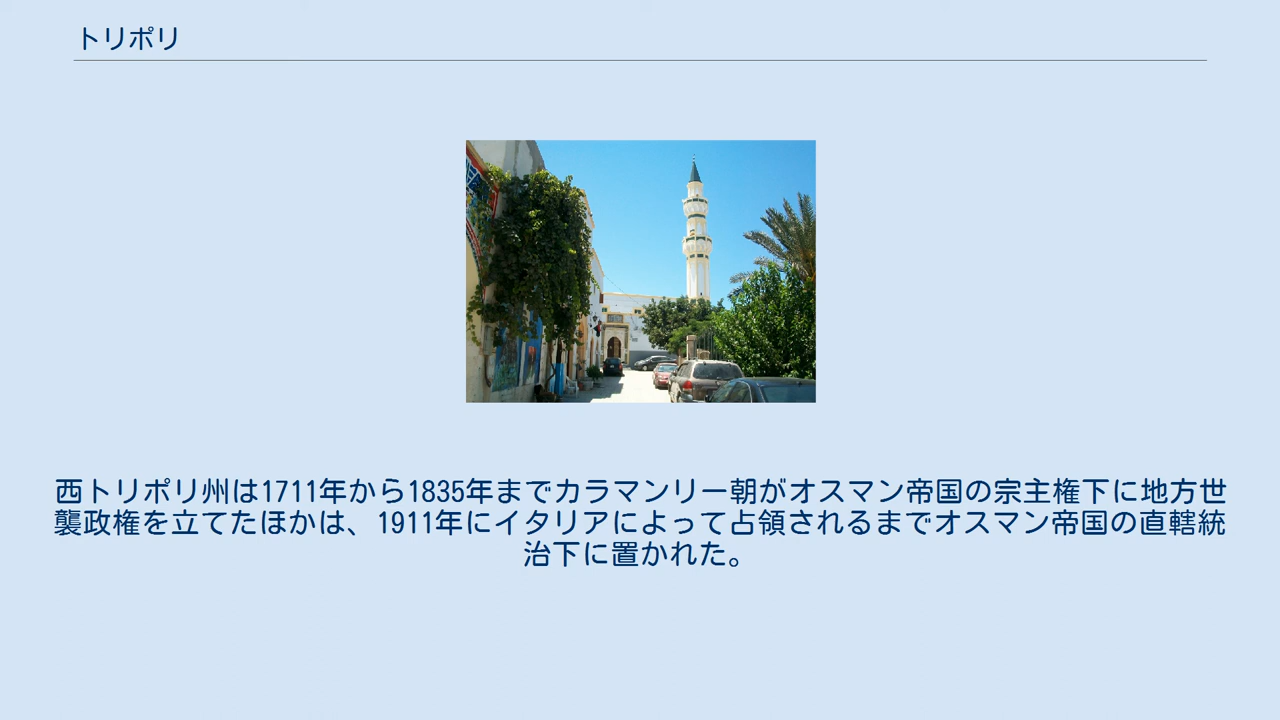 トリポリ
西トリポリ州は1711年から1835年までカラマンリー朝がオスマン帝国の宗主権下に地方世
襲政権を立てたほかは、1911年にイタリアによって占領されるまでオスマン帝国の直轄統
治下に置かれた。